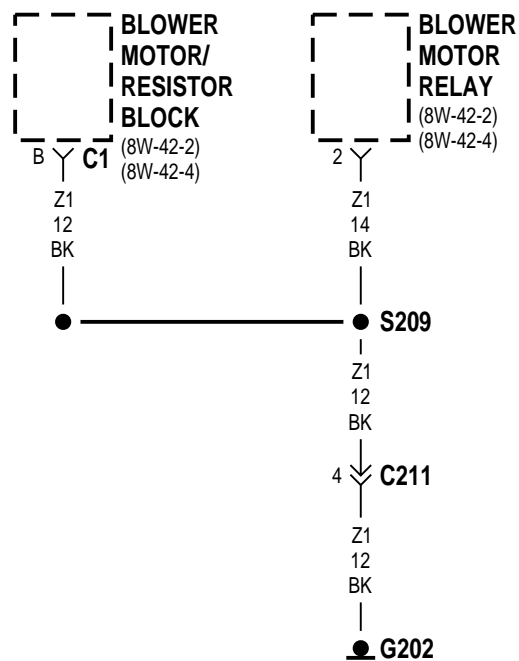 BLOWER
MOTOR/
RESISTOR
BLOCK
(8W-42-2)
(8W-42-4)
B
C1
BLOWER
MOTOR
RELAY
(8W-42-2)
(8W-42-4)
2
Z1
12
BK
Z1
14
BK
S209
Z1
12
BK
4
C211
Z1
12
BK
G202